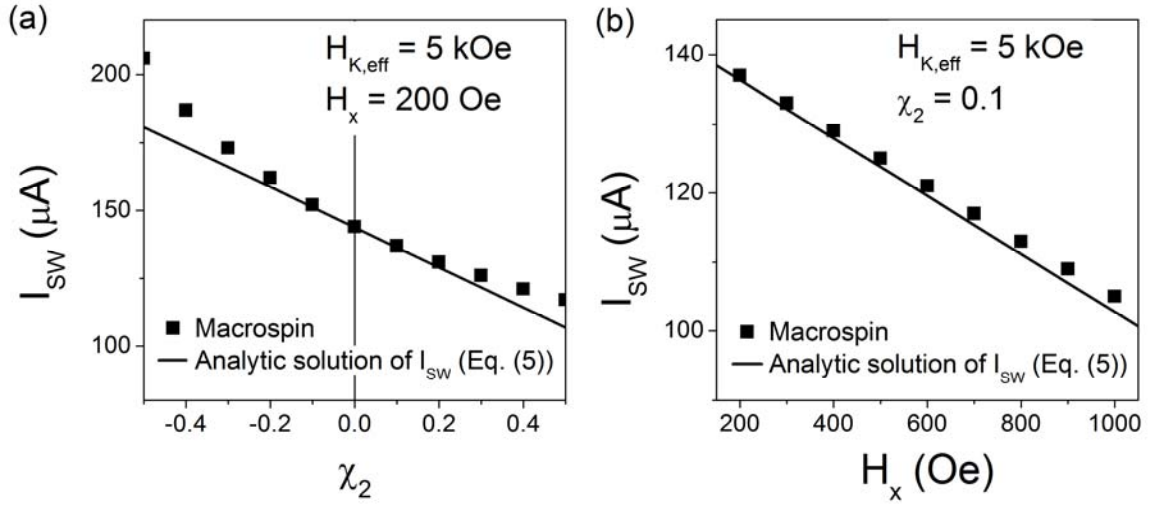 (a)
H_K,eff = 5 kOe
H_x = 200 Oe
200
150
100
I_SW (μA)
■ Macrospin
— Analytic solution of I_SW (Eq. (5))
-0.4 -0.2 0.0 0.2 0.4
χ_2
(b)
H_K,eff = 5 kOe
χ_2 = 0.1
140
120
100
I_SW (μA)
■ Macrospin
— Analytic solution of I_SW (Eq. (5))
200 400 600 800 1000
H_x (Oe)